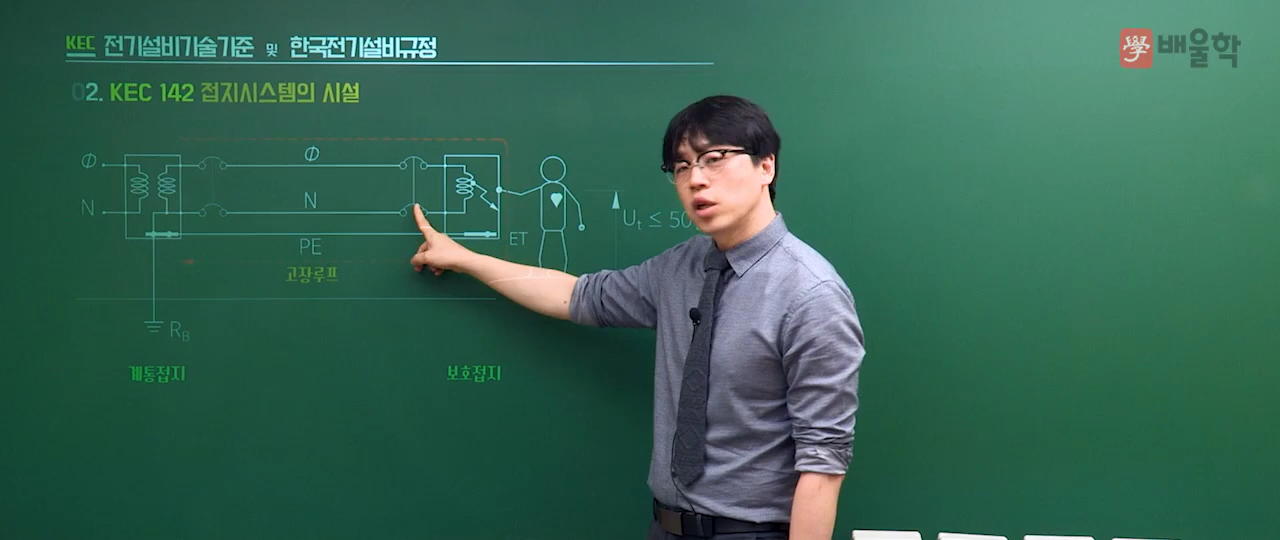 KEC 전기설비기술기준 및 한국전기설비규정
學 배울학
02. KEC 142 접지시스템의 시설
Φ
Φ
N
N
Uₜ ≤ 50
PE
ET
고장루프
R_B
계통접지
보호접지